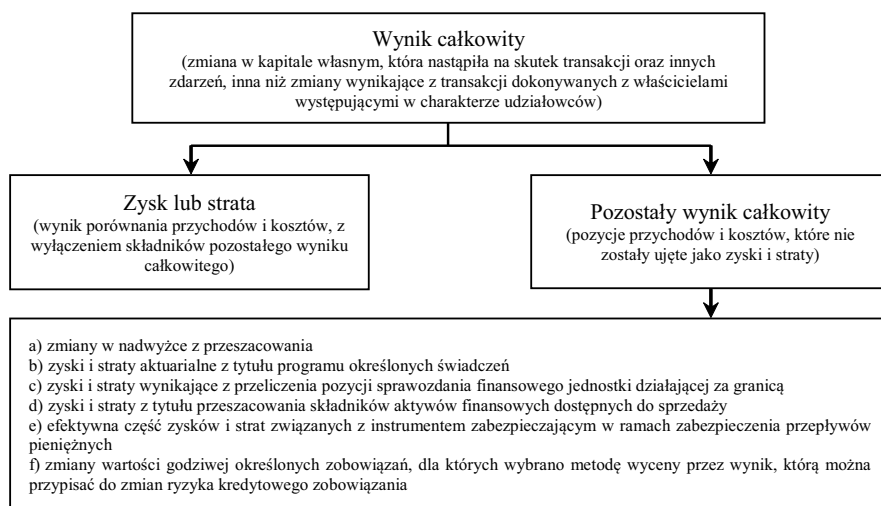 Wynik całkowity
(zmiana w kapitale własnym, która nastąpiła na skutek transakcji oraz innych
zdarzeń, inna niż zmiany wynikające z transakcji dokonywanych z właścicielami
występującymi w charakterze udziałowców)
Zysk lub strata
(wynik porównania przychodów i kosztów, z
wyłączeniem składników pozostałego wyniku
całkowitego)
Pozostały wynik całkowity
(pozycje przychodów i kosztów, które nie
zostały ujęte jako zyski i straty)
a) zmiany w nadwyżce z przeszacowania
b) zyski i straty aktuarialne z tytułu programu określonych świadczeń
c) zyski i straty wynikające z przeliczenia pozycji sprawozdania finansowego jednostki działającej za granicą
d) zyski i straty z tytułu przeszacowania składników aktywów finansowych dostępnych do sprzedaży
e) efektywna część zysków i strat związanych z instrumentem zabezpieczającym w ramach zabezpieczenia przepływów
pieniężnych
f) zmiany wartości godziwej określonych zobowiązań, dla których wybrano metodę wyceny przez wynik, którą można
przypisać do zmian ryzyka kredytowego zobowiązania